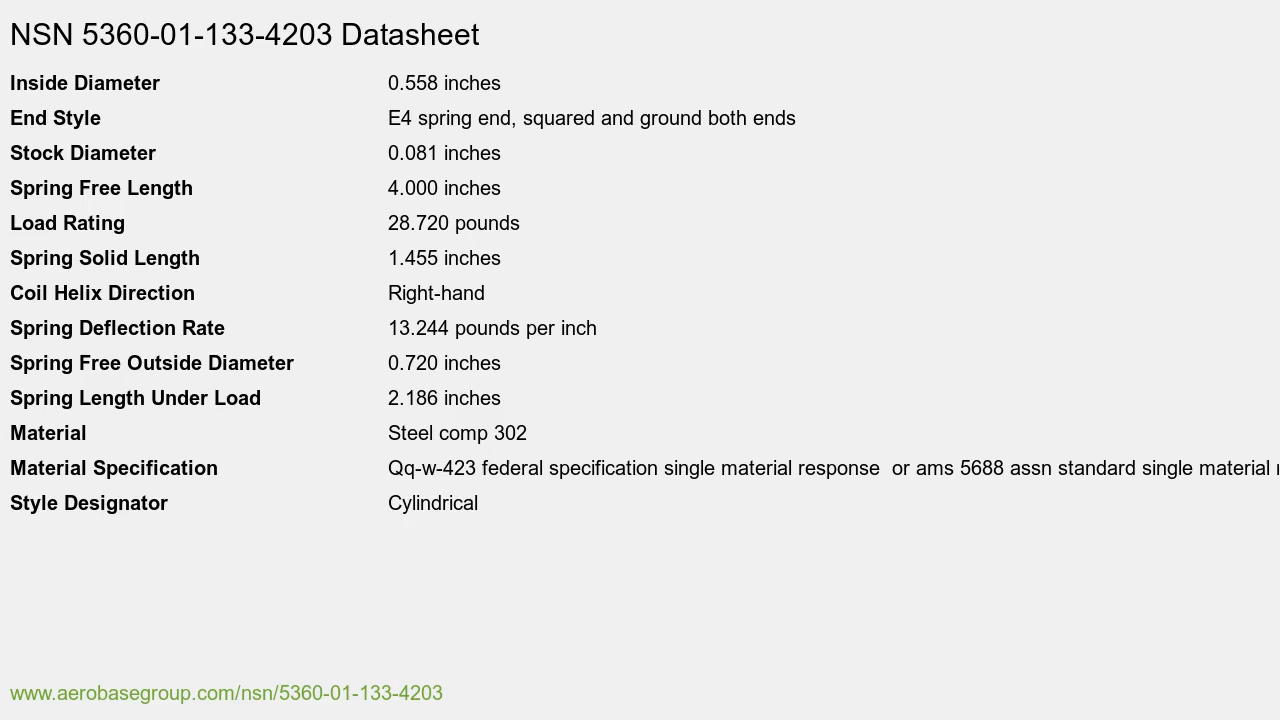 NSN 5360-01-133-4203 Datasheet
Inside Diameter 0.558 inches
End Style E4 spring end, squared and ground both ends
Stock Diameter 0.081 inches
Spring Free Length 4.000 inches
Load Rating 28.720 pounds
Spring Solid Length 1.455 inches
Coil Helix Direction Right-hand
Spring Deflection Rate 13.244 pounds per inch
Spring Free Outside Diameter 0.720 inches
Spring Length Under Load 2.186 inches
Material Steel comp 302
Material Specification Qq-w-423 federal specification single material response  or ams 5688 assn standard single material
Style Designator Cylindrical
www.aerobasegroup.com/nsn/5360-01-133-4203